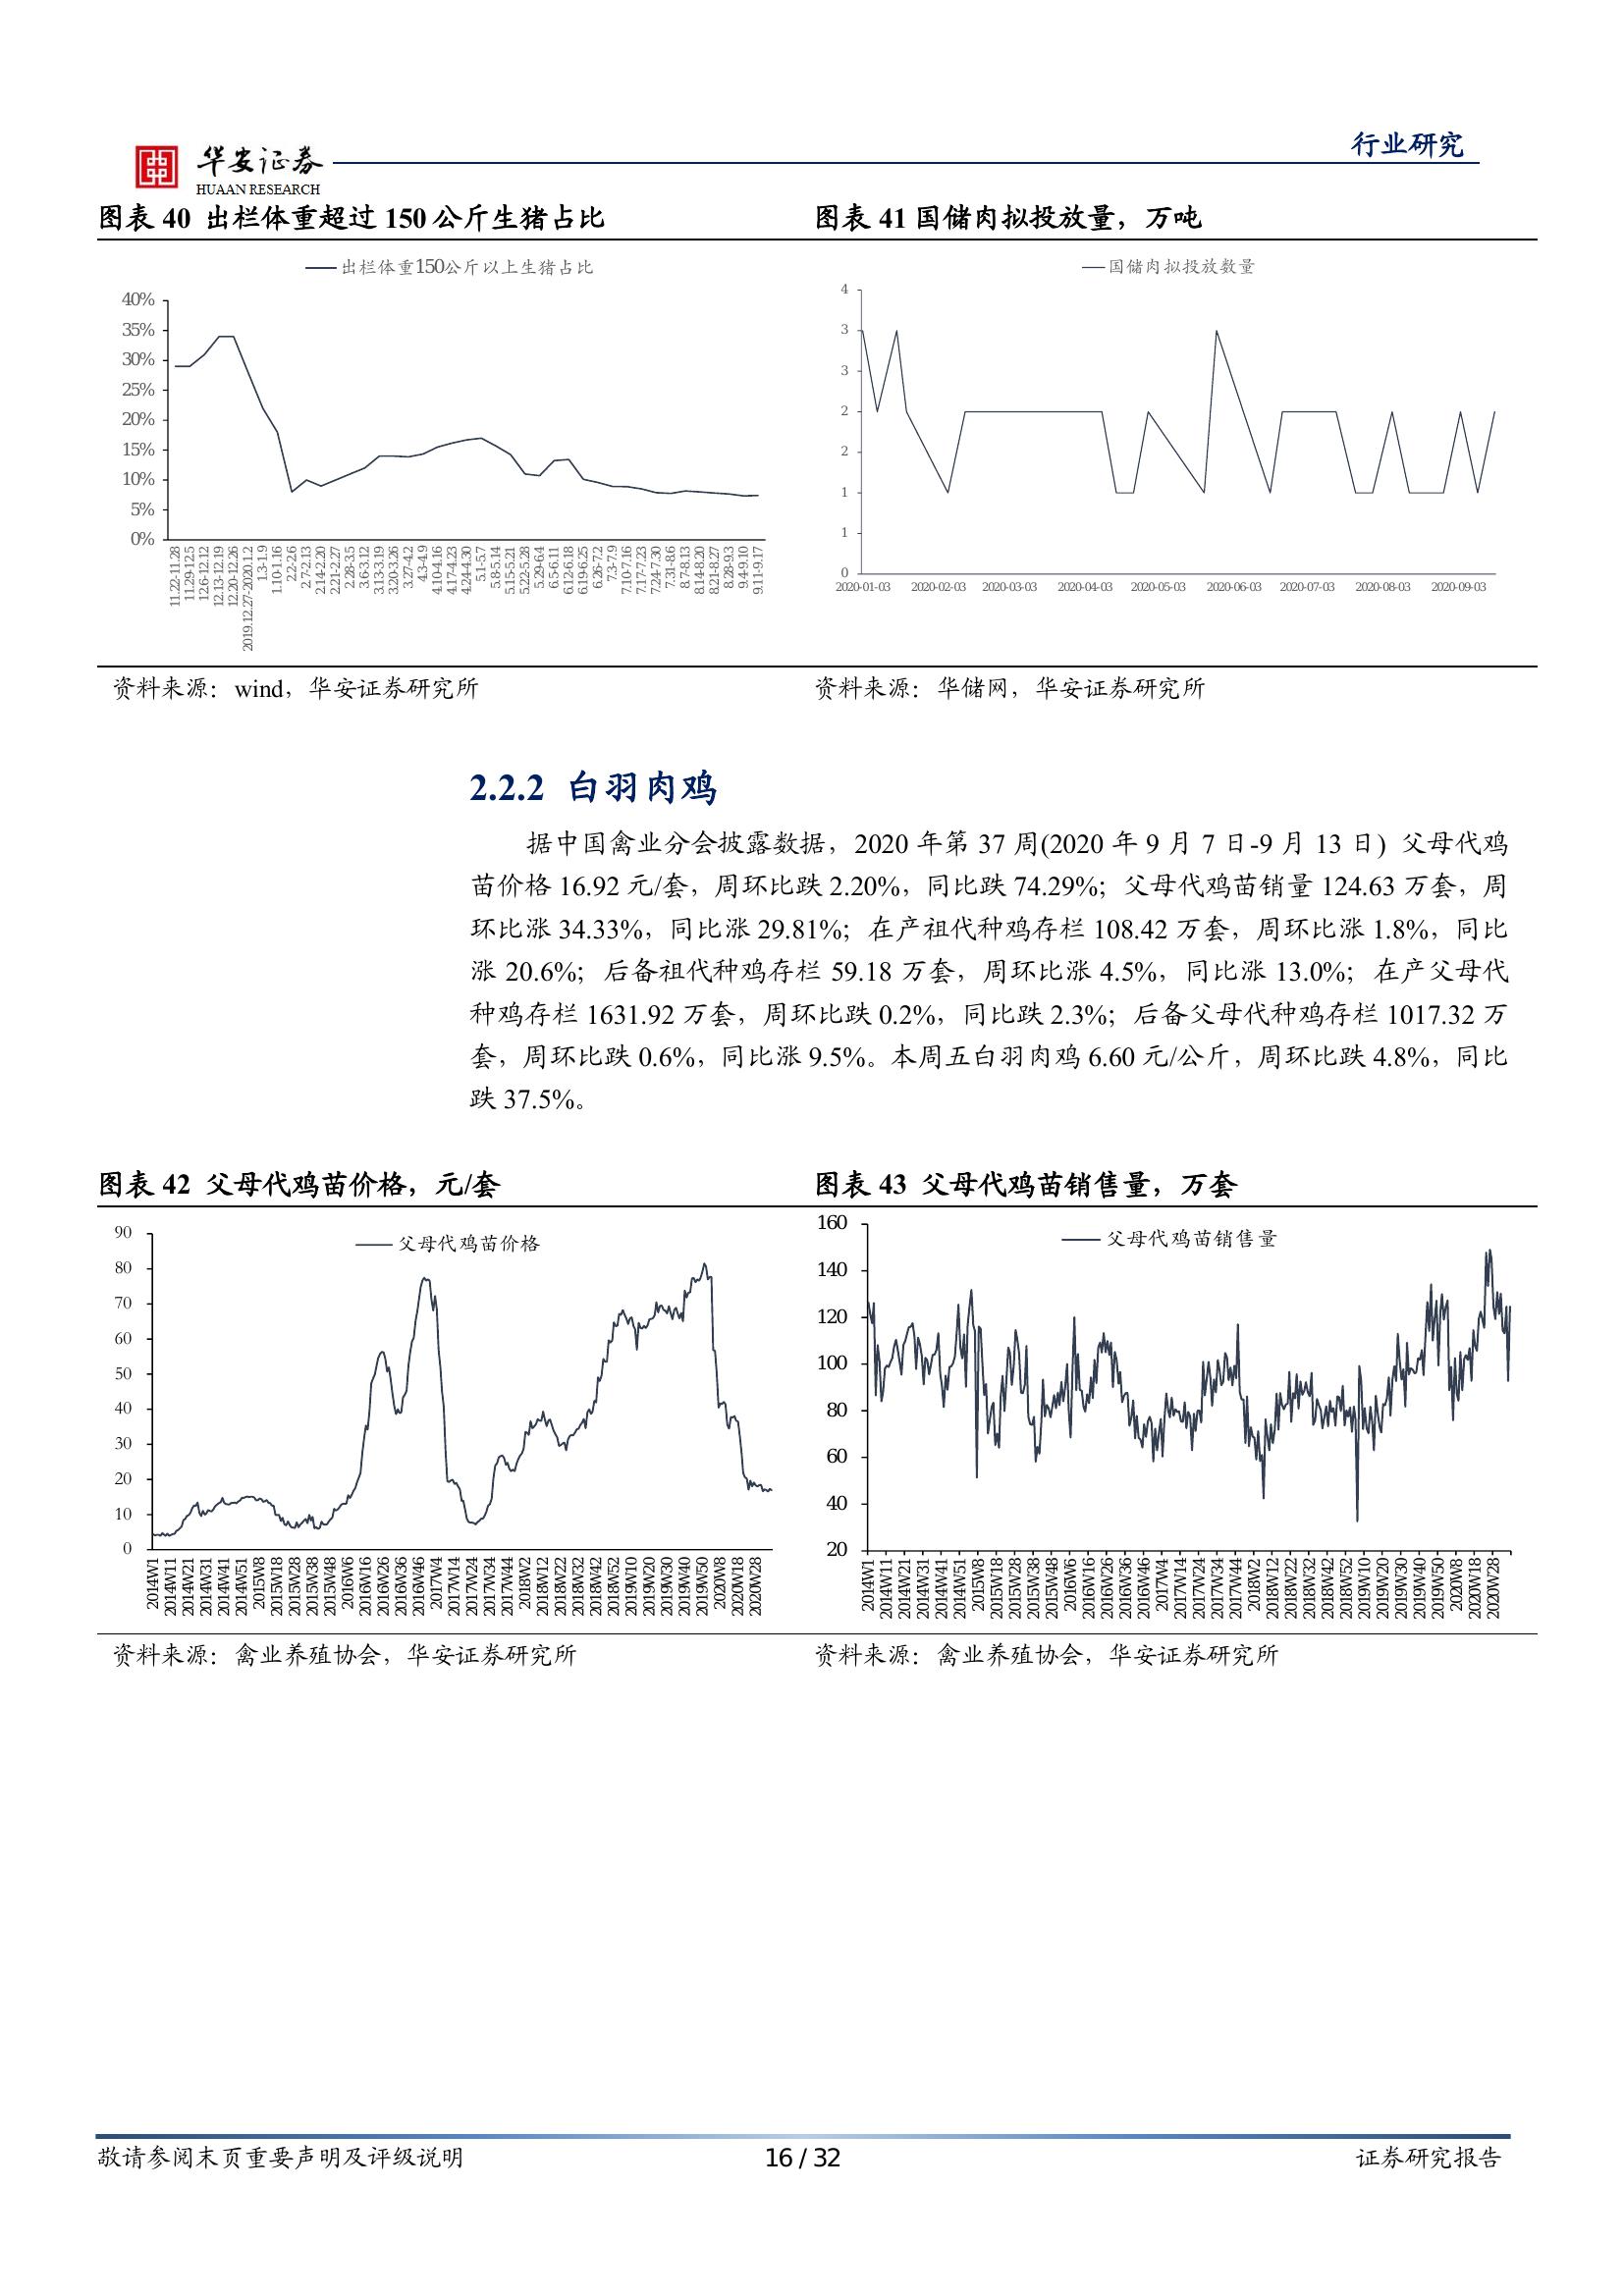 行业研究
华安证券
HUAAN RESEARCH
图表 40 出栏体重超过 150 公斤生猪占比
出栏体重150公斤以上生猪占比
40%
35%
30%
25%
20%
15%
10%
5%
0%
11.22-11.28
11.29-12.5
12.6-12.12
12.13-12.19
12.20-12.26
2019.12.27-2020.1.2
1.3-1.9
1.10-1.16
2.2-2.6
2.7-2.13
2.14-2.20
2.21-2.27
2.28-3.5
3.6-3.12
3.13-3.19
3.20-3.26
3.27-4.2
4.3-4.9
4.10-4.16
4.17-4.23
4.24-4.30
5.1-5.7
5.8-5.14
5.15-5.21
5.22-5.28
5.29-6.4
6.5-6.11
6.12-6.18
6.19-6.25
6.26-7.2
7.3-7.9
7.10-7.16
7.17-7.23
7.24-7.30
7.31-8.6
8.7-8.13
8.14-8.20
8.21-8.27
8.28-9.3
9.4-9.10
9.11-9.17
资料来源：wind，华安证券研究所
图表 41 国储肉拟投放量，万吨
国储肉拟投放数量
4
3
3
2
2
1
1
0
2020-01-03
2020-02-03
2020-03-03
2020-04-03
2020-05-03
2020-06-03
2020-07-03
2020-08-03
2020-09-03
资料来源：华储网，华安证券研究所
2.2.2 白羽肉鸡
据中国禽业分会披露数据，2020 年第 37 周(2020 年 9 月 7 日-9 月 13 日) 父母代鸡
苗价格 16.92 元/套，周环比跌 2.20%，同比跌 74.29%；父母代鸡苗销量 124.63 万套，周
环比涨 34.33%，同比涨 29.81%；在产祖代种鸡存栏 108.42 万套，周环比涨 1.8%，同比
涨 20.6%；后备祖代种鸡存栏 59.18 万套，周环比涨 4.5%，同比涨 13.0%；在产父母代
种鸡存栏 1631.92 万套，周环比跌 0.2%，同比跌 2.3%；后备父母代种鸡存栏 1017.32 万
套，周环比跌 0.6%，同比涨 9.5%。本周五白羽肉鸡 6.60 元/公斤，周环比跌 4.8%，同比
跌 37.5%。
图表 42 父母代鸡苗价格，元/套
父母代鸡苗价格
90
80
70
60
50
40
30
20
10
0
2014W1
2014W11
2014W21
2014W31
2014W41
2014W51
2015W8
2015W18
2015W28
2015W38
2015W48
2016W6
2016W16
2016W26
2016W36
2016W46
2017W4
2017W14
2017W24
2017W34
2017W44
2018W2
2018W12
2018W22
2018W32
2018W42
2018W52
2019W10
2019W20
2019W30
2019W40
2019W50
2020W8
2020W18
2020W28
资料来源：禽业养殖协会，华安证券研究所
图表 43 父母代鸡苗销售量，万套
父母代鸡苗销售量
160
140
120
100
80
60
40
20
2014W1
2014W11
2014W21
2014W31
2014W41
2014W51
2015W8
2015W18
2015W28
2015W38
2015W48
2016W6
2016W16
2016W26
2016W36
2016W46
2017W4
2017W14
2017W24
2017W34
2017W44
2018W2
2018W12
2018W22
2018W32
2018W42
2018W52
2019W10
2019W20
2019W30
2019W40
2019W50
2020W8
2020W18
2020W28
资料来源：禽业养殖协会，华安证券研究所
敬请参阅末页重要声明及评级说明
16 / 32
证券研究报告